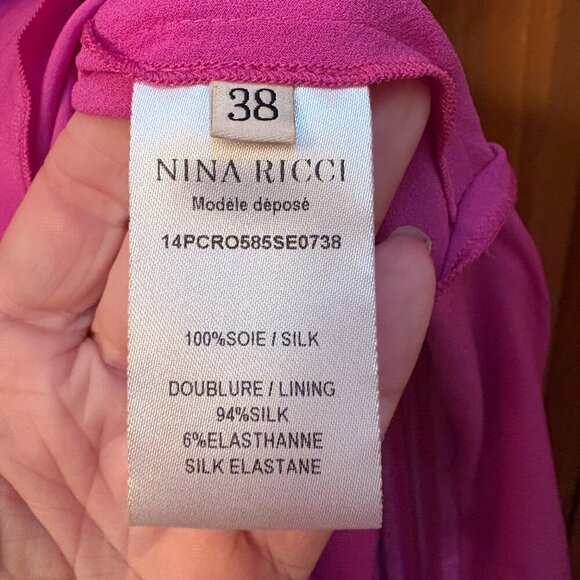 38
NINA RICCI
Modèle déposé
14PCRO585SE0738
100%SOIE / SILK
DOUBLURE / LINING
94%SILK
6%ELASTHANNE
SILK ELASTANE